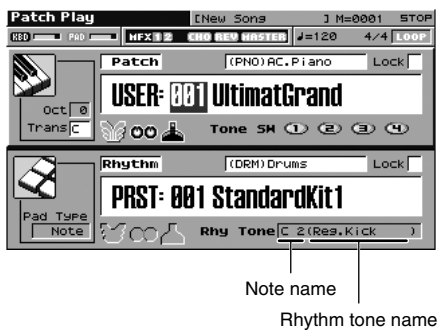 Patch Play [New Song ] M=0001 STOP
KBD PAD MFX 1 2 CHO REV MASTER ♩=120 4/4 LOOP
Patch (PNO)AC.Piano Lock
USER: 001 UltimatGrand
Oct 0
Trans C Tone SW 1 2 3 4
Rhythm (DRM)Drums Lock
PRST: 001 StandardKit1
Pad Type
Note Rhy Tone C 2(Reg.Kick )
Note name
Rhythm tone name